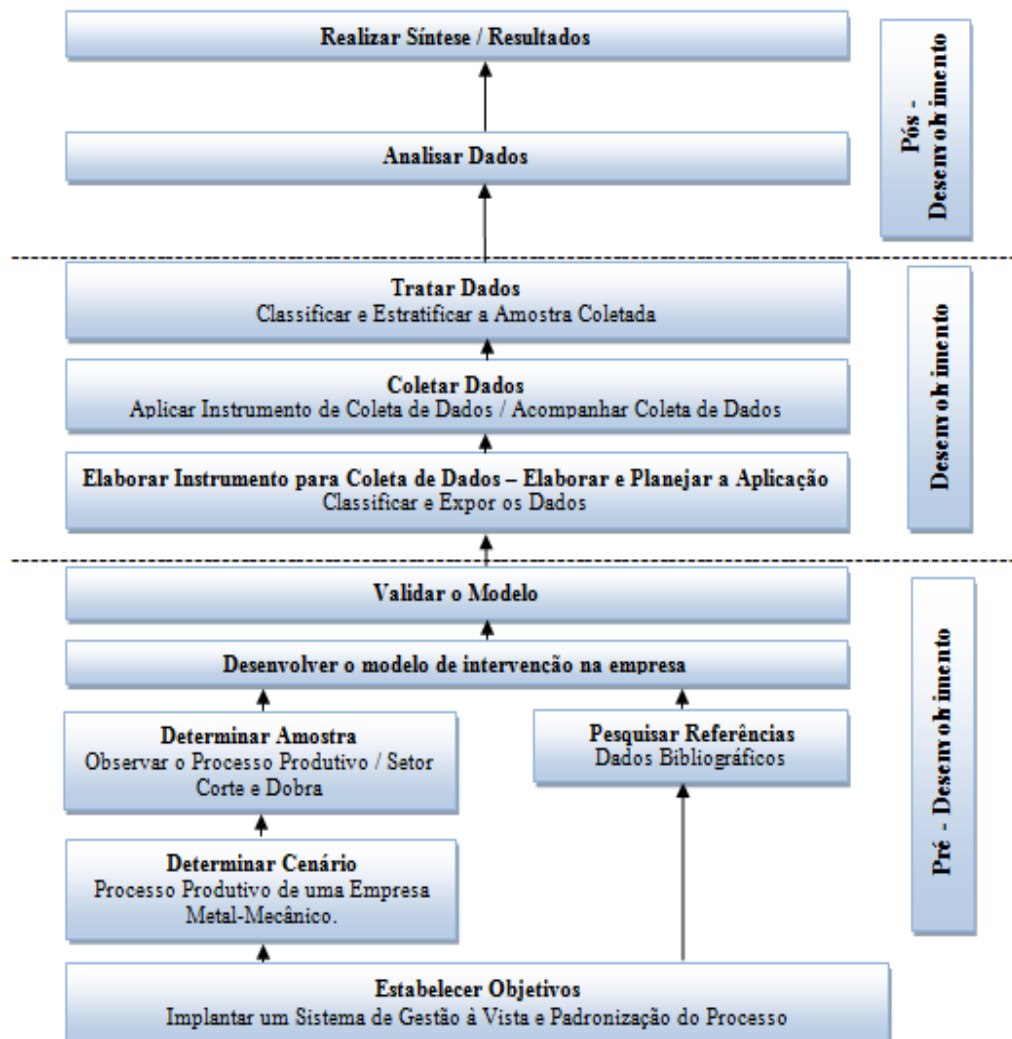 Realizar Síntese / Resultados
Analisar Dados
Pós -
Desenvolvimento
Tratar Dados
Classificar e Estratificar a Amostra Coletada
Coletar Dados
Aplicar Instrumento de Coleta de Dados / Acompanhar Coleta de Dados
Elaborar Instrumento para Coleta de Dados – Elaborar e Planejar a Aplicação
Classificar e Expor os Dados
Desenvolvimento
Validar o Modelo
Desenvolver o modelo de intervenção na empresa
Determinar Amostra
Observar o Processo Produtivo / Setor
Corte e Dobra
Pesquisar Referências
Dados Bibliográficos
Determinar Cenário
Processo Produtivo de uma Empresa
Metal-Mecânico.
Estabelecer Objetivos
Implantar um Sistema de Gestão à Vista e Padronização do Processo
Pré - Desenvolvimento